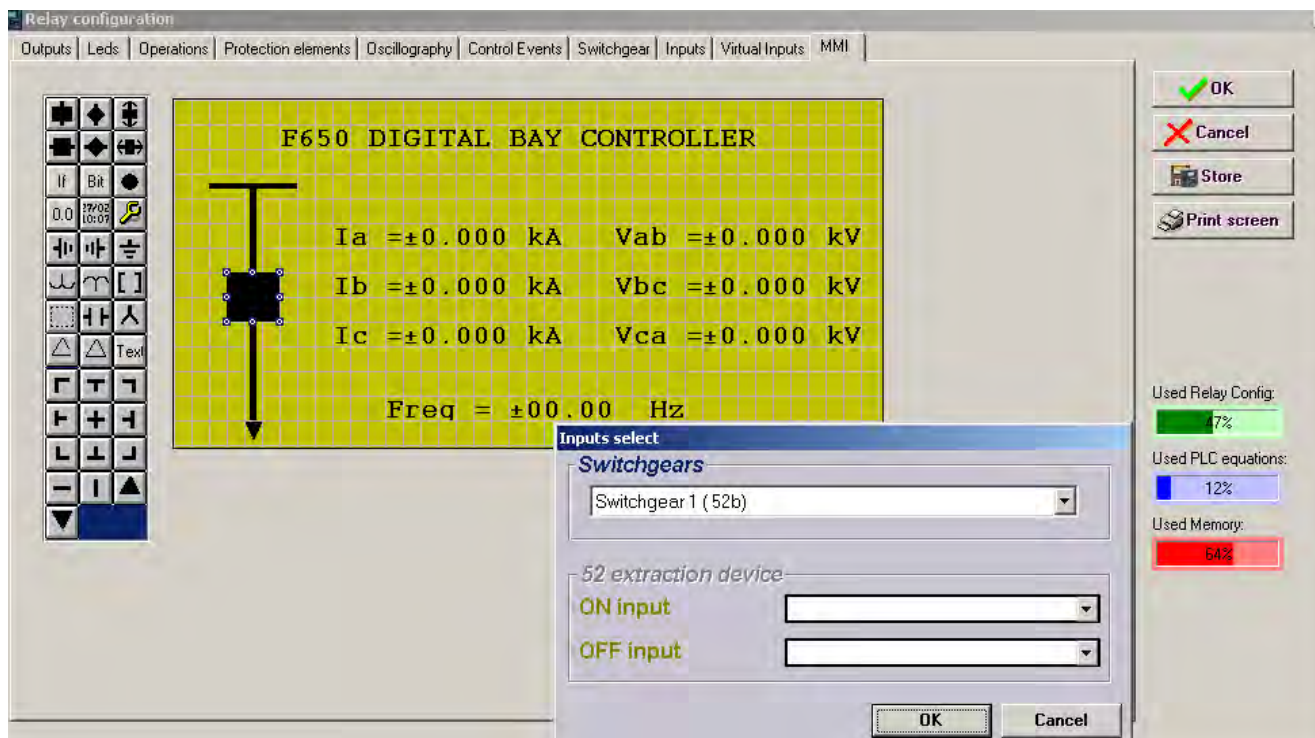 Relay configuration
Outputs Leds Operations Protection elements Oscillography Control Events Switchgear Inputs Virtual Inputs MMI
OK
Cancel
Store
Print screen
If Bit
0.0 27/02 10:07
Text
F650 DIGITAL BAY CONTROLLER
Ia =±0.000 kA Vab =±0.000 kV
Ib =±0.000 kA Vbc =±0.000 kV
Ic =±0.000 kA Vca =±0.000 kV
Freq = ±00.00 Hz
Used Relay Config:
47%
Used PLC equations:
12%
Used Memory:
64%
Inputs select
Switchgears
Switchgear 1 ( 52b)
52 extraction device
ON input
OFF input
OK Cancel